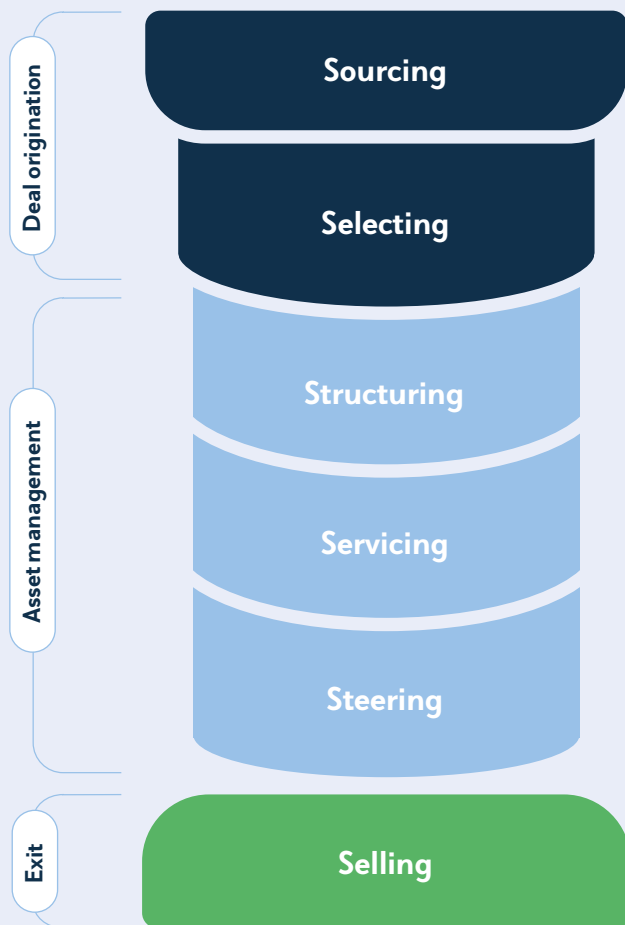 Deal origination
Sourcing
Selecting
Asset management
Structuring
Servicing
Steering
Exit
Selling